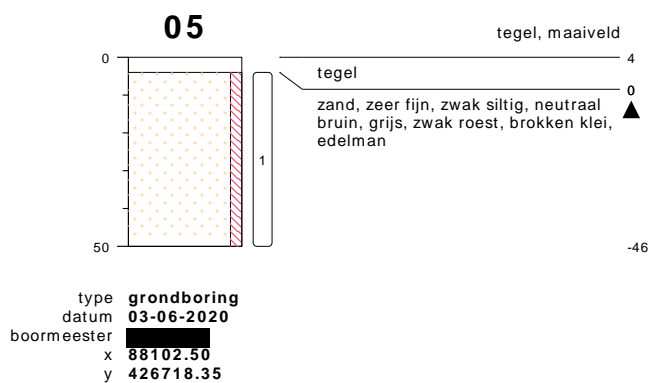 05
tegel, maaiveld
0
4
tegel
0
zand, zeer fijn, zwak siltig, neutraal
bruin, grijs, zwak roest, brokken klei,
edelman
1
50
-46
type grondboring
datum 03-06-2020
boormeester
x 88102.50
y 426718.35